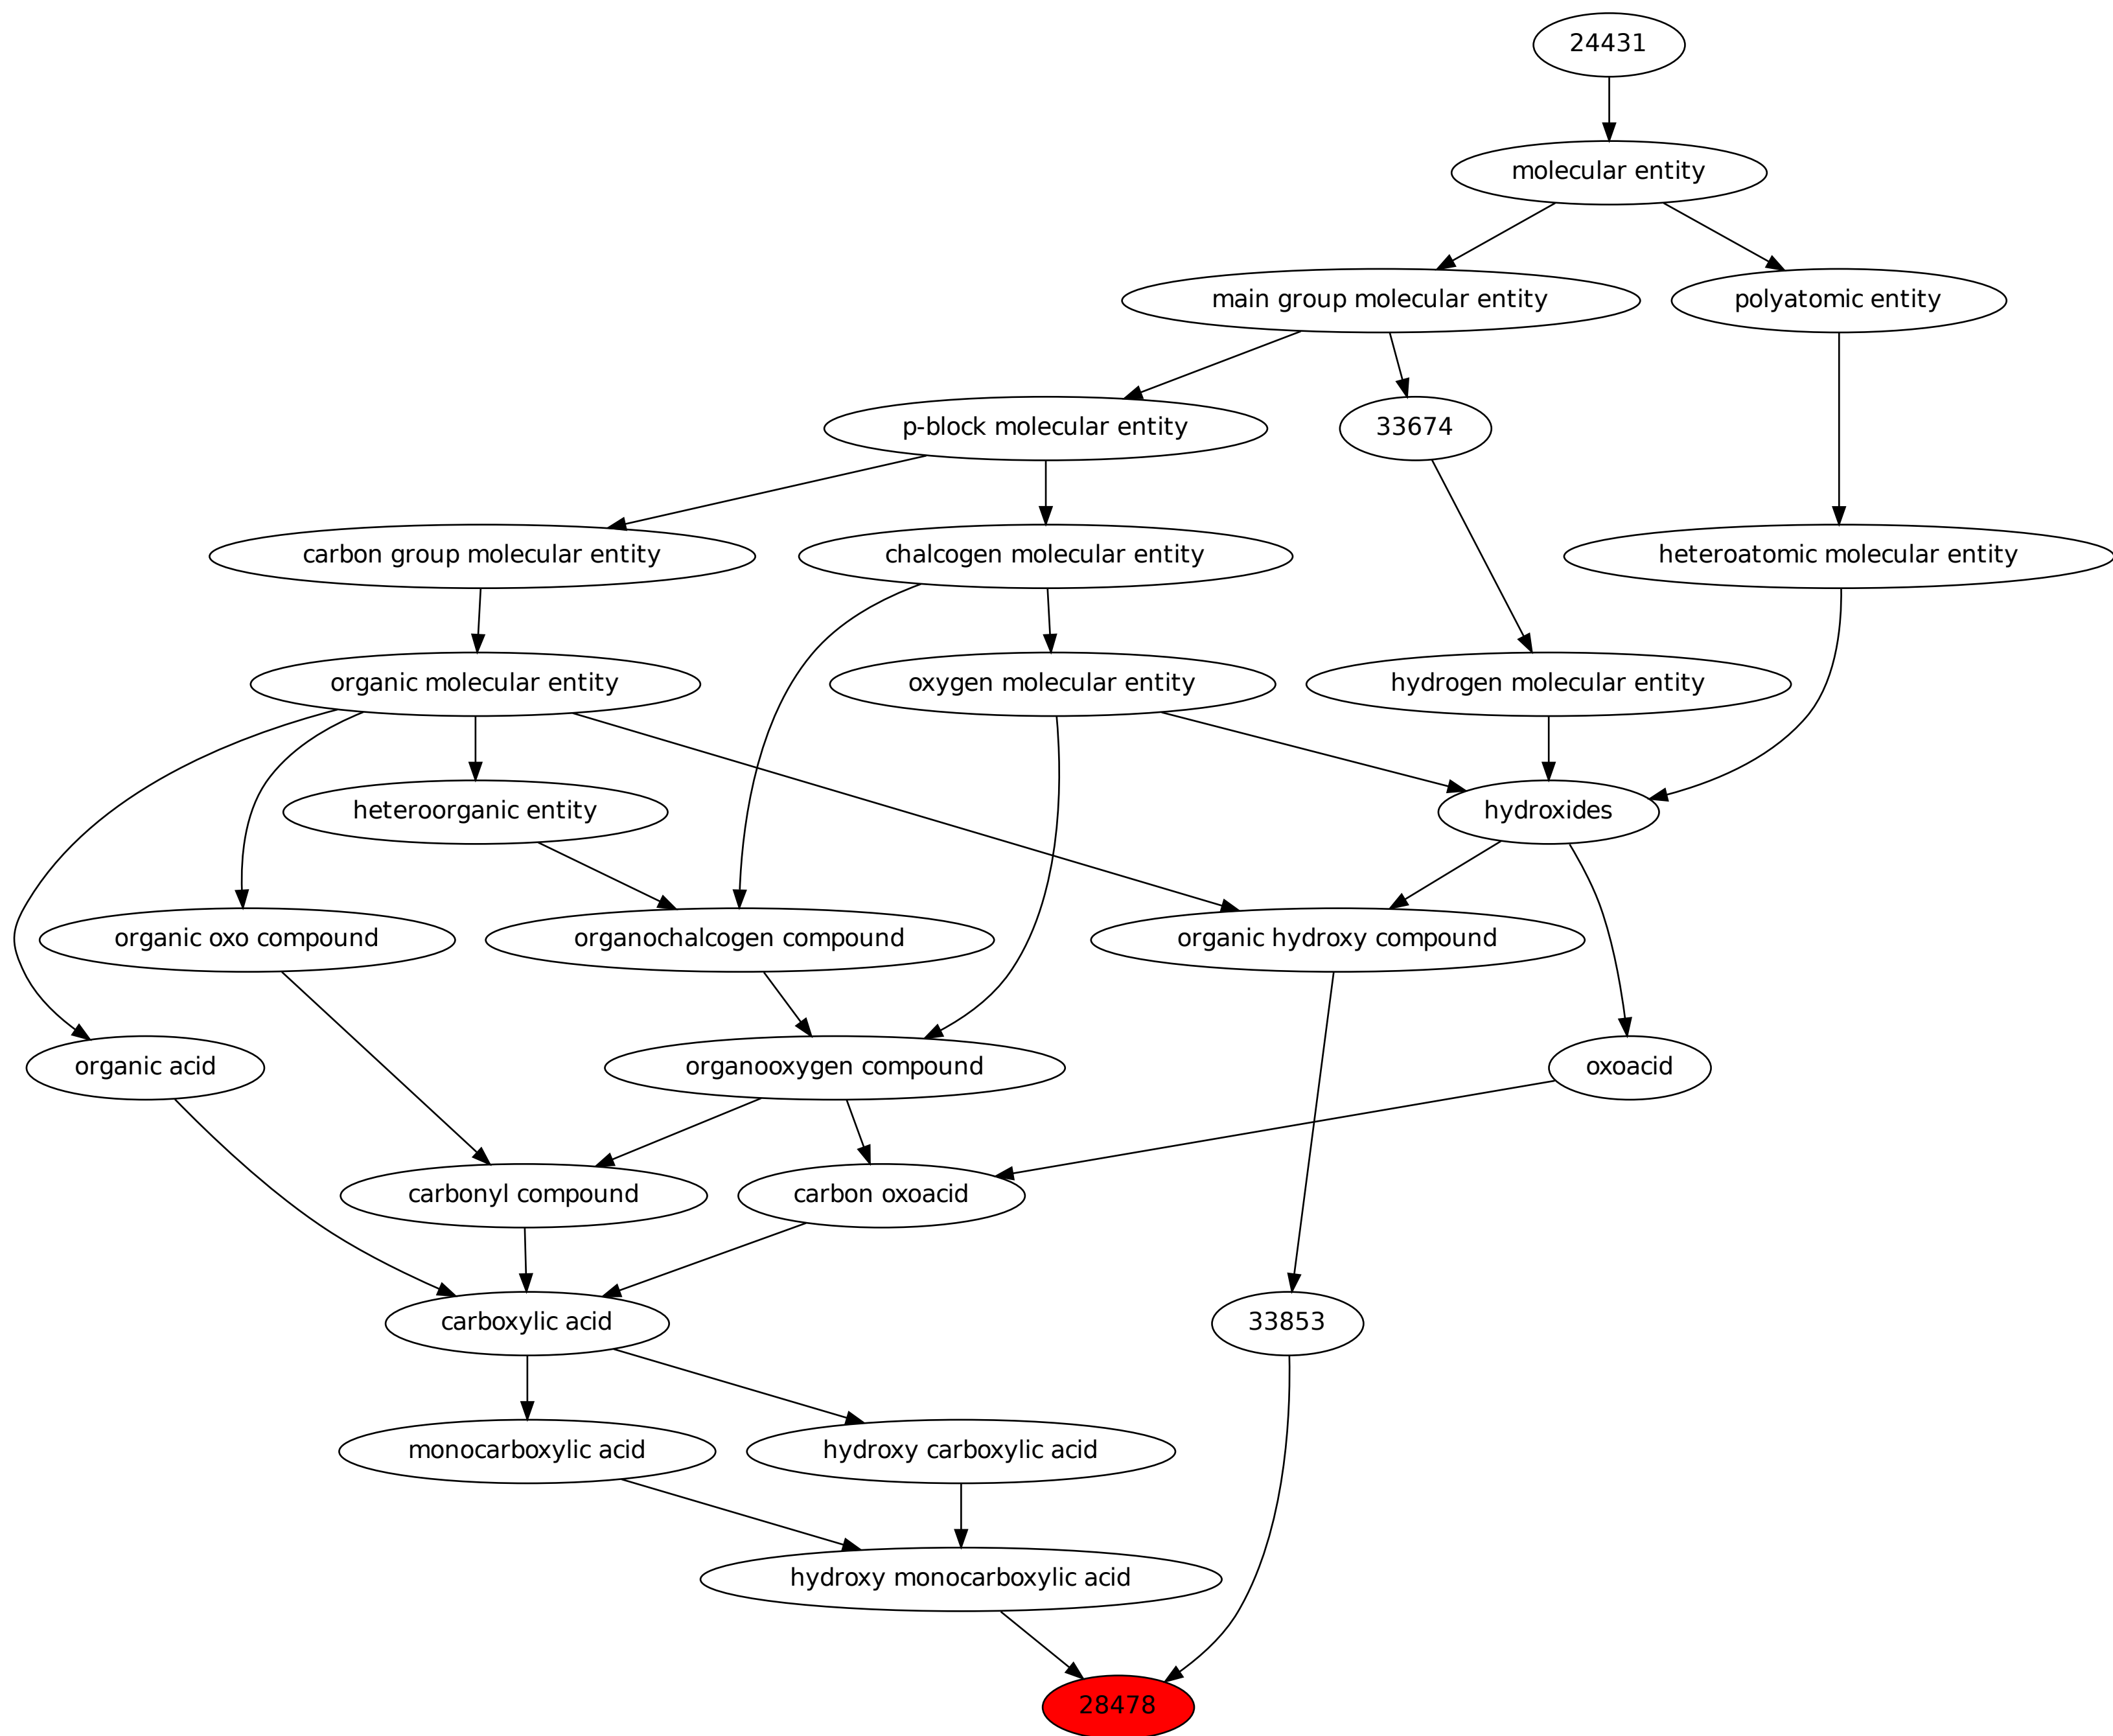 24431
molecular entity
main group molecular entity
polyatomic entity
p-block molecular entity
33674
carbon group molecular entity
chalcogen molecular entity
heteroatomic molecular entity
organic molecular entity
oxygen molecular entity
hydrogen molecular entity
heteroorganic entity
hydroxides
organic oxo compound
organochalcogen compound
organic hydroxy compound
organic acid
organooxygen compound
oxoacid
carbonyl compound
carbon oxoacid
carboxylic acid
33853
monocarboxylic acid
hydroxy carboxylic acid
hydroxy monocarboxylic acid
28478